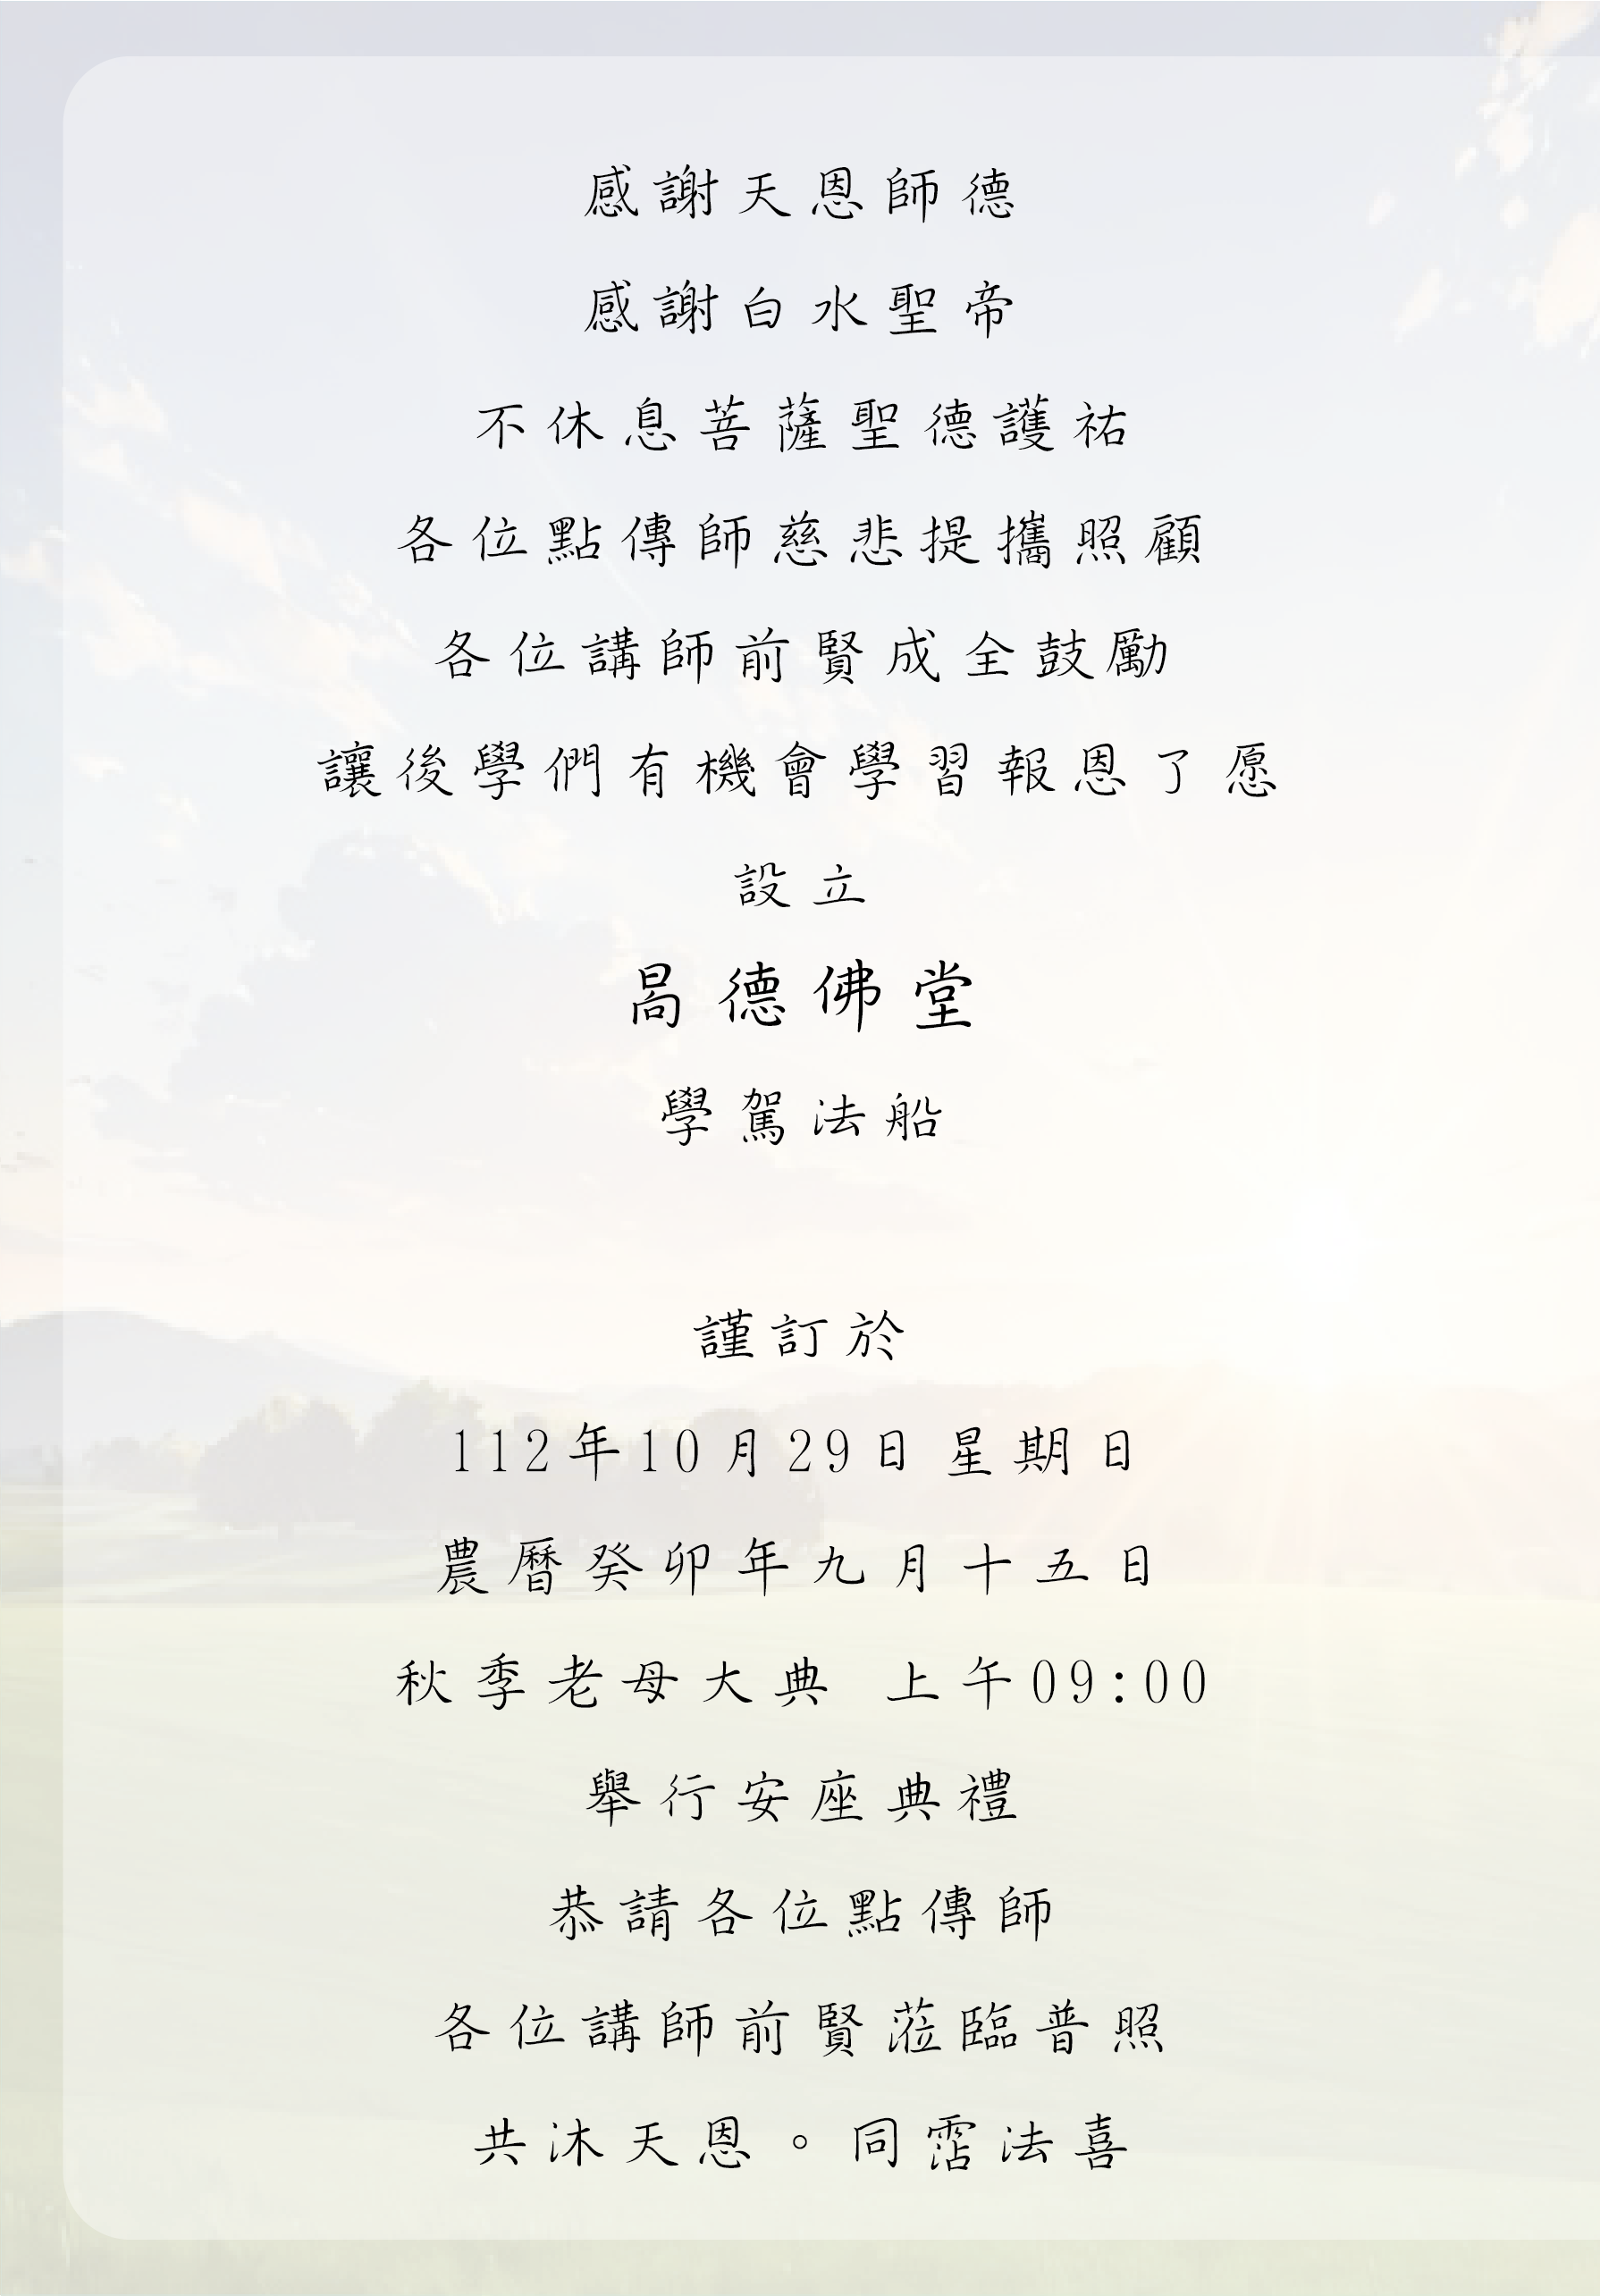 感謝天恩師德
感謝白水聖帝
不休息菩薩聖德護祐
各位點傳師慈悲提攜照顧
各位講師前賢成全鼓勵
讓後學們有機會學習報恩了愿
設立
暠德佛堂
學駕法船
謹訂於
112年10月29日星期日
農曆癸卯年九月十五日
秋季老母大典 上午09:00
舉行安座典禮
恭請各位點傳師
各位講師前賢蒞臨普照
共沐天恩。同霑法喜